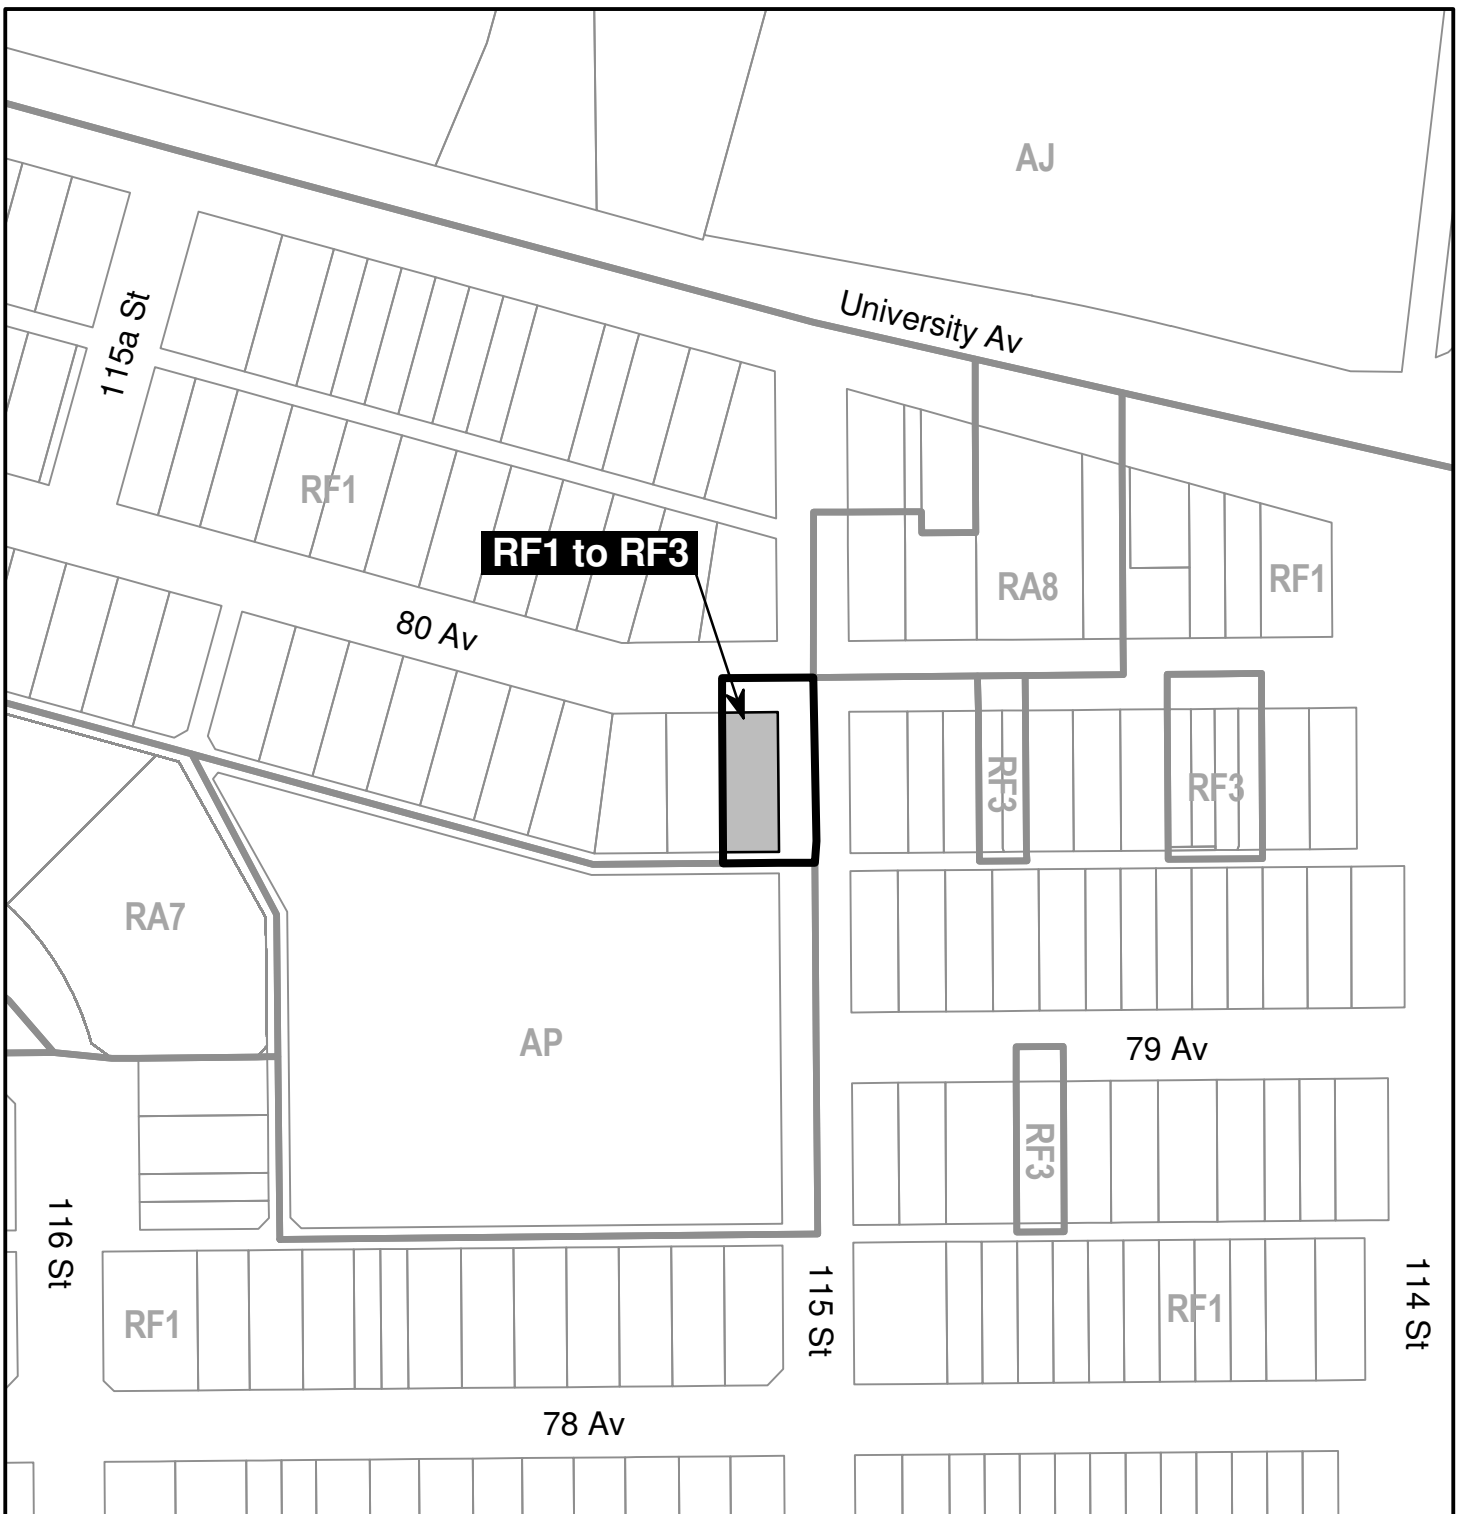 AJ
University Av
115a St
RF1
RF1 to RF3
RA8
RF1
80 Av
RF3
RF3
RA7
AP
79 Av
RF3
116 St
115 St
114 St
RF1
RF1
78 Av